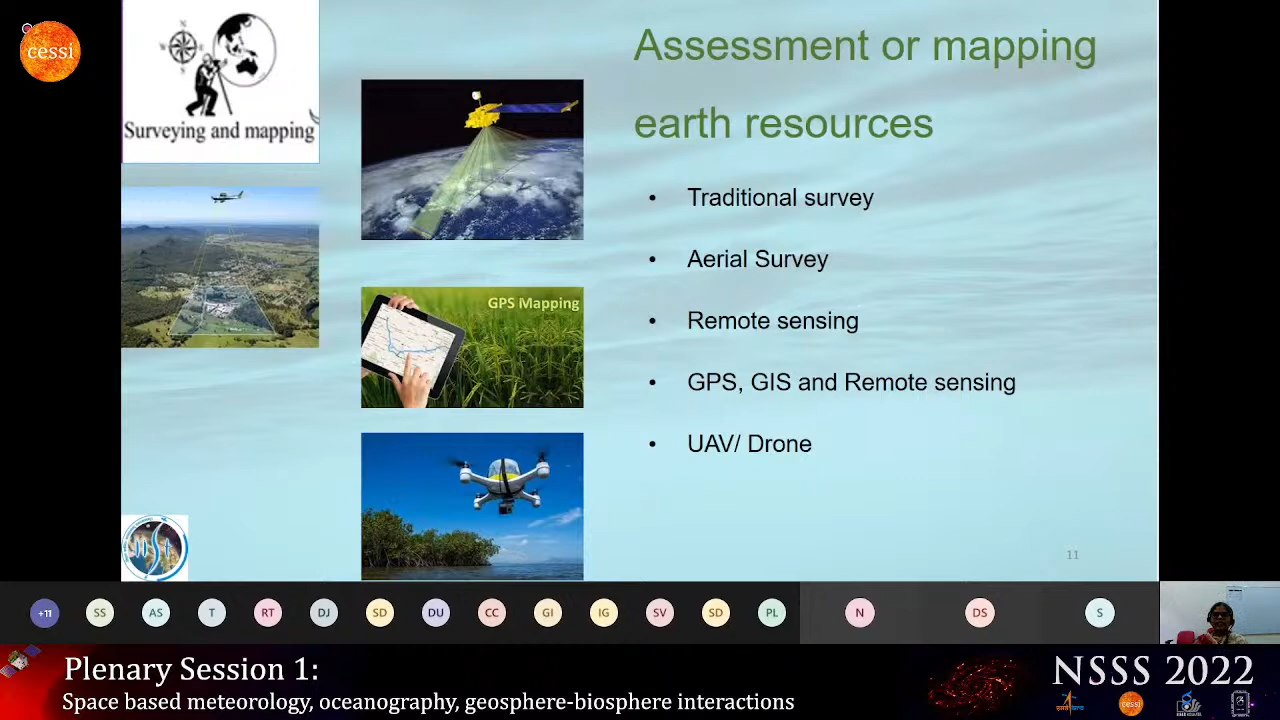 cessi
Surveying and mapping
GPS Mapping
Assessment or mapping
earth resources
• Traditional survey
• Aerial Survey
• Remote sensing
• GPS, GIS and Remote sensing
• UAV/ Drone
11
+11
SS
AS
T
RT
DJ
SD
DU
CC
GI
IG
SV
SD
PL
N
DS
S
Plenary Session 1:
Space based meteorology, oceanography, geosphere-biosphere interactions
NSSS 2022
इसरो isro
cessi